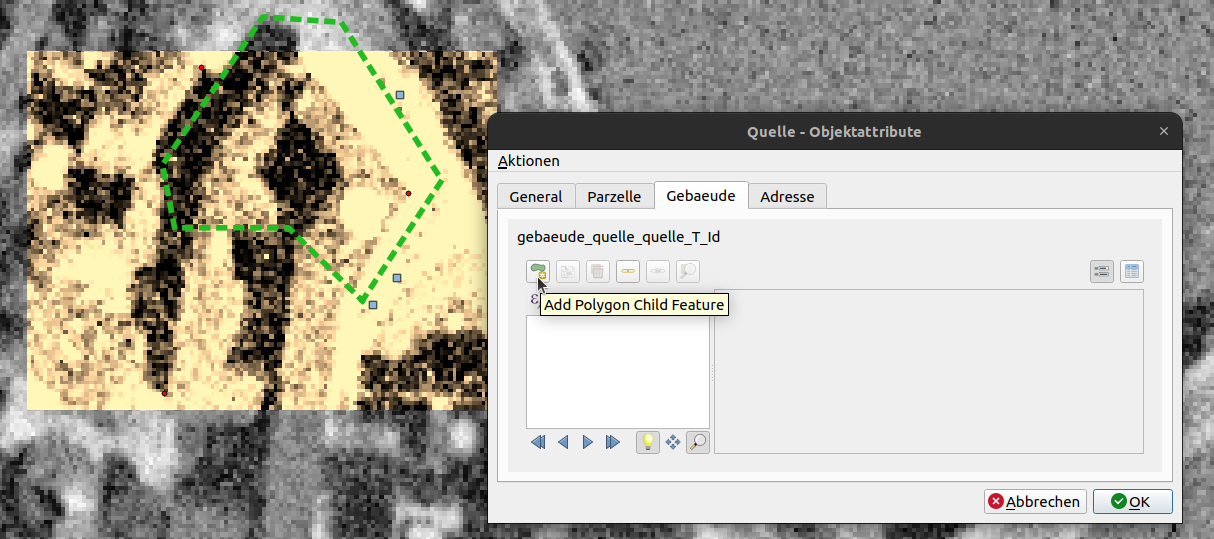 Quelle - Objektattribute
Aktionen
General Parzelle Gebaeude Adresse
gebaeude_quelle_quelle_T_Id
ε
Add Polygon Child Feature
Abbrechen OK